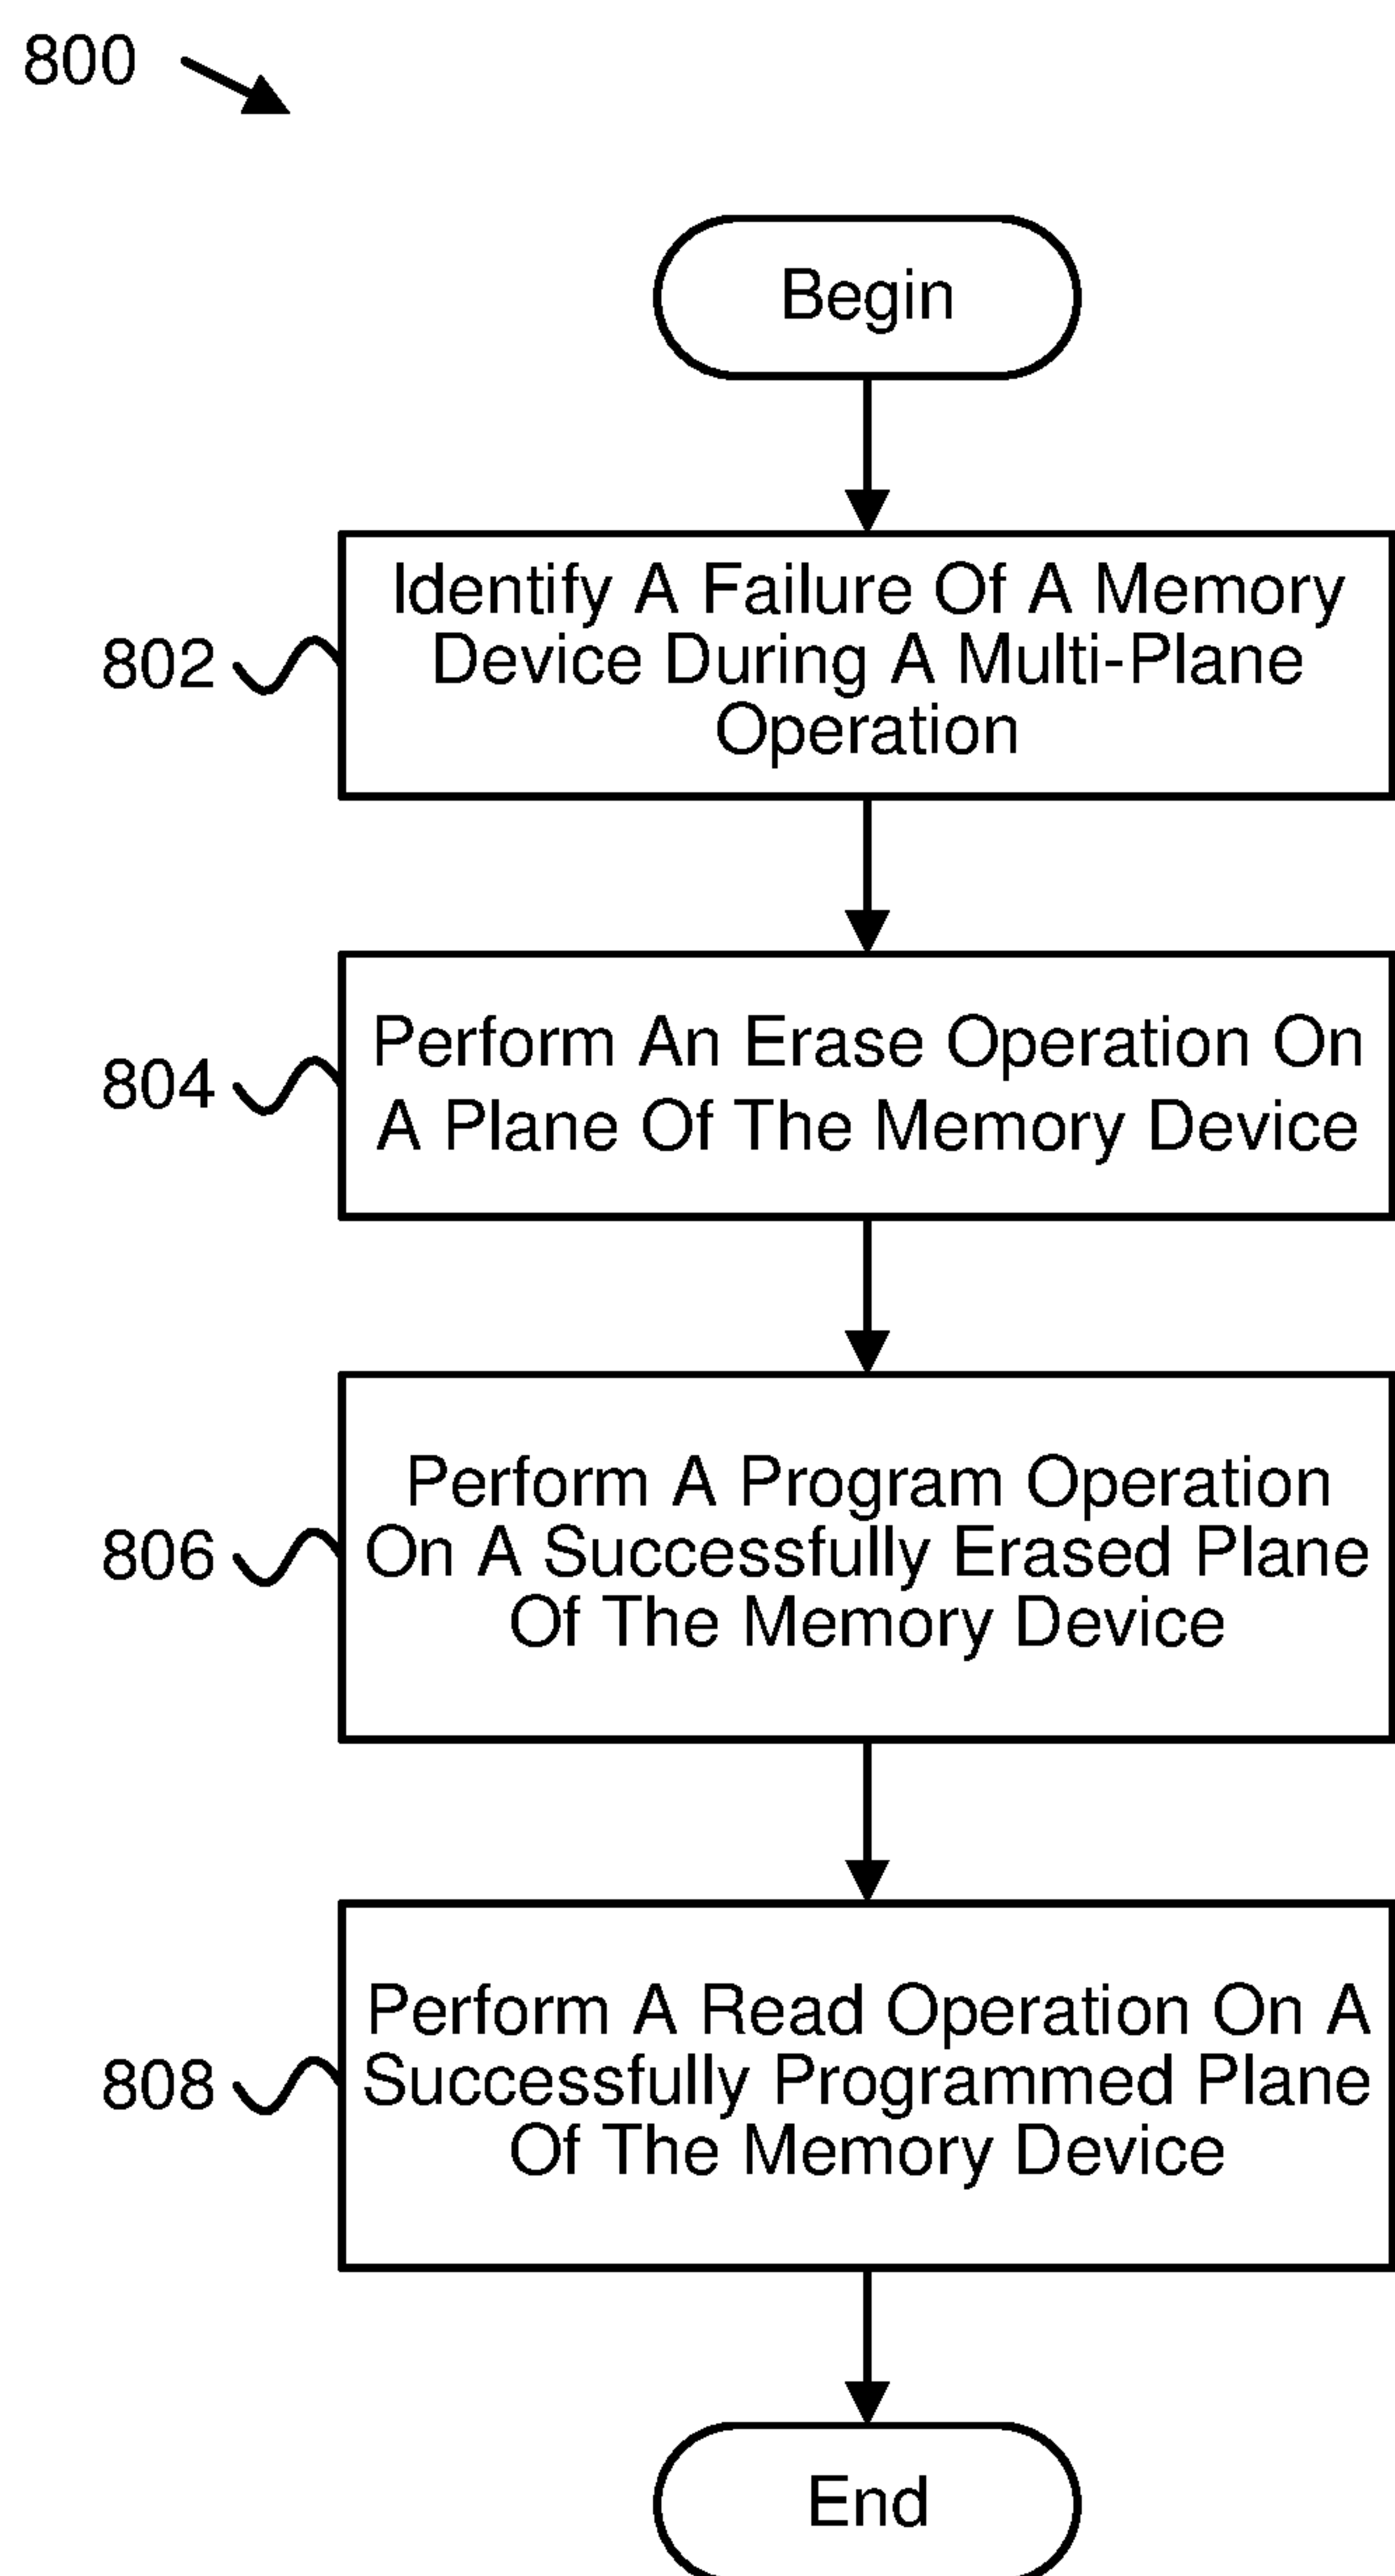 800
Begin
802
Identify A Failure Of A Memory
Device During A Multi-Plane
Operation
804
Perform An Erase Operation On
A Plane Of The Memory Device
806
Perform A Program Operation
On A Successfully Erased Plane
Of The Memory Device
808
Perform A Read Operation On A
Successfully Programmed Plane
Of The Memory Device
End